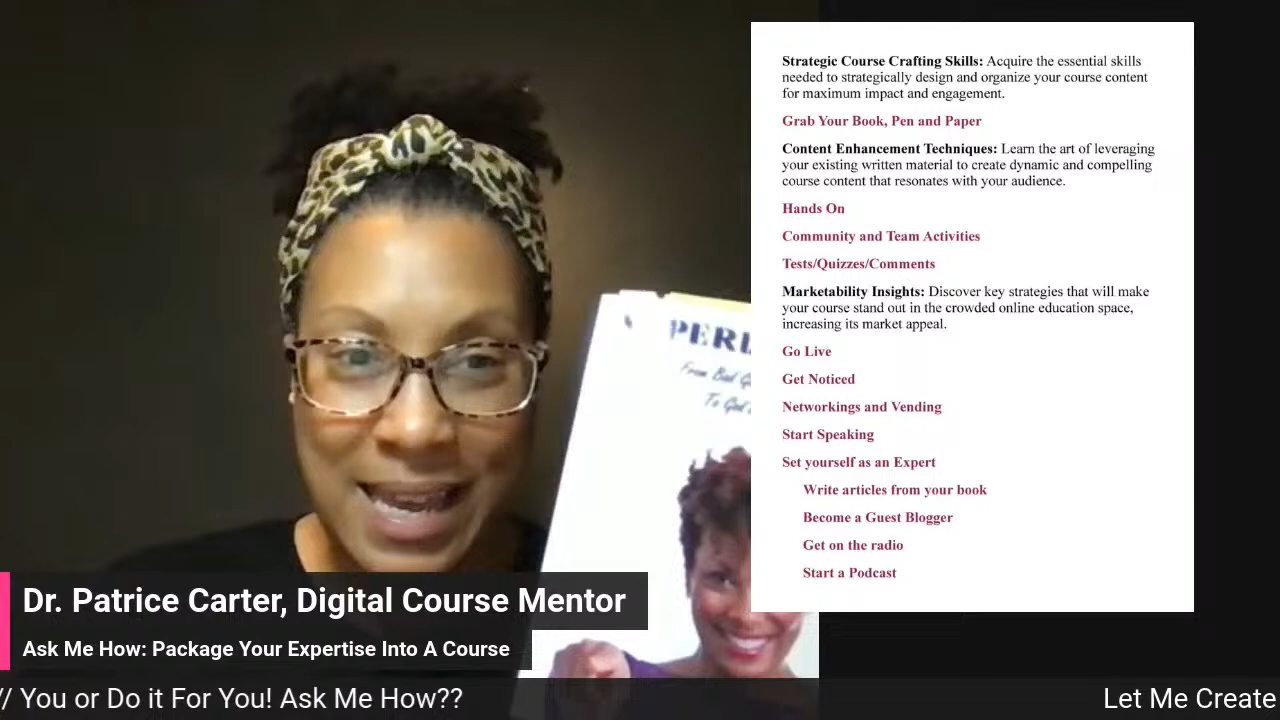 Strategic Course Crafting Skills: Acquire the essential skills
needed to strategically design and organize your course content
for maximum impact and engagement.
Grab Your Book, Pen and Paper
Content Enhancement Techniques: Learn the art of leveraging
your existing written material to create dynamic and compelling
course content that resonates with your audience.
Hands On
Community and Team Activities
Tests/Quizzes/Comments
Marketability Insights: Discover key strategies that will make
your course stand out in the crowded online education space,
increasing its market appeal.
Go Live
Get Noticed
Networkings and Vending
Start Speaking
Set yourself as an Expert
Write articles from your book
Become a Guest Blogger
Get on the radio
Start a Podcast
From Bad
To God's
Dr. Patrice Carter, Digital Course Mentor
Ask Me How: Package Your Expertise Into A Course
// You or Do it For You! Ask Me How??
Let Me Create